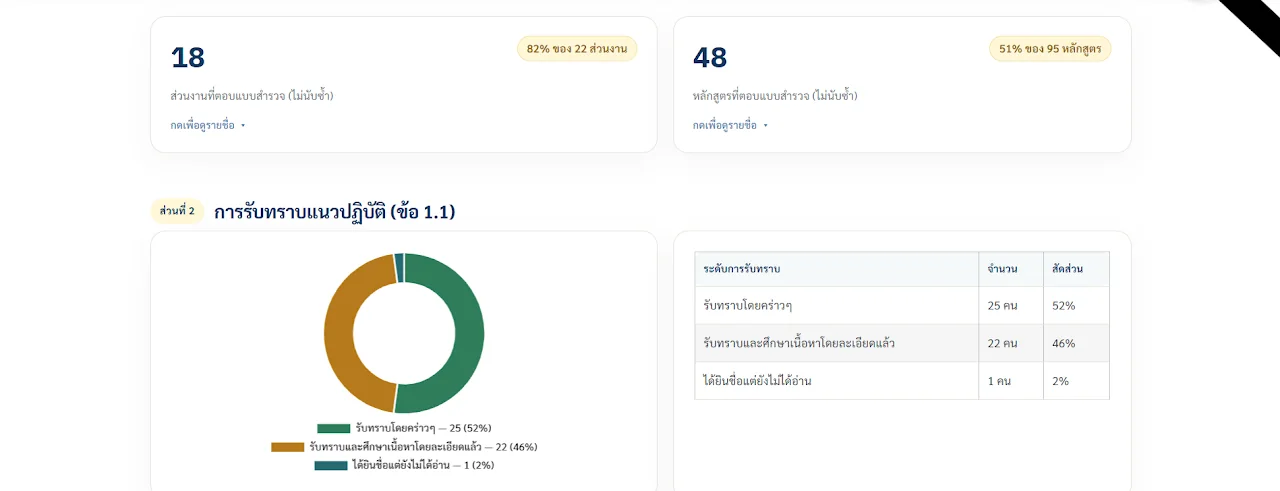 18
82% ของ 22 ส่วนงาน
ส่วนงานที่ตอบแบบสำรวจ (ไม่นับซ้ำ)
กดเพื่อดูรายชื่อ
48
51% ของ 95 หลักสูตร
หลักสูตรที่ตอบแบบสำรวจ (ไม่นับซ้ำ)
กดเพื่อดูรายชื่อ
ส่วนที่ 2 การรับทราบแนวปฏิบัติ (ข้อ 1.1)
รับทราบโดยคร่าวๆ — 25 (52%)
รับทราบและศึกษาเนื้อหาโดยละเอียดแล้ว — 22 (46%)
ได้ยินชื่อแต่ยังไม่ได้อ่าน — 1 (2%)
ระดับการรับทราบ จำนวน สัดส่วน
รับทราบโดยคร่าวๆ 25 คน 52%
รับทราบและศึกษาเนื้อหาโดยละเอียดแล้ว 22 คน 46%
ได้ยินชื่อแต่ยังไม่ได้อ่าน 1 คน 2%